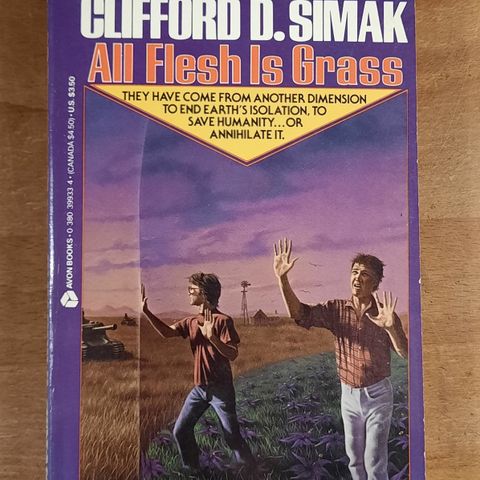 CLIFFORD D. SIMAK
All Flesh Is Grass
THEY HAVE COME FROM ANOTHER DIMENSION
TO END EARTH'S ISOLATION, TO
SAVE HUMANITY...OR
ANNIHILATE IT.
AVON BOOKS • 0 380 39933 4 • (CANADA $4.50) • U.S. $3.50